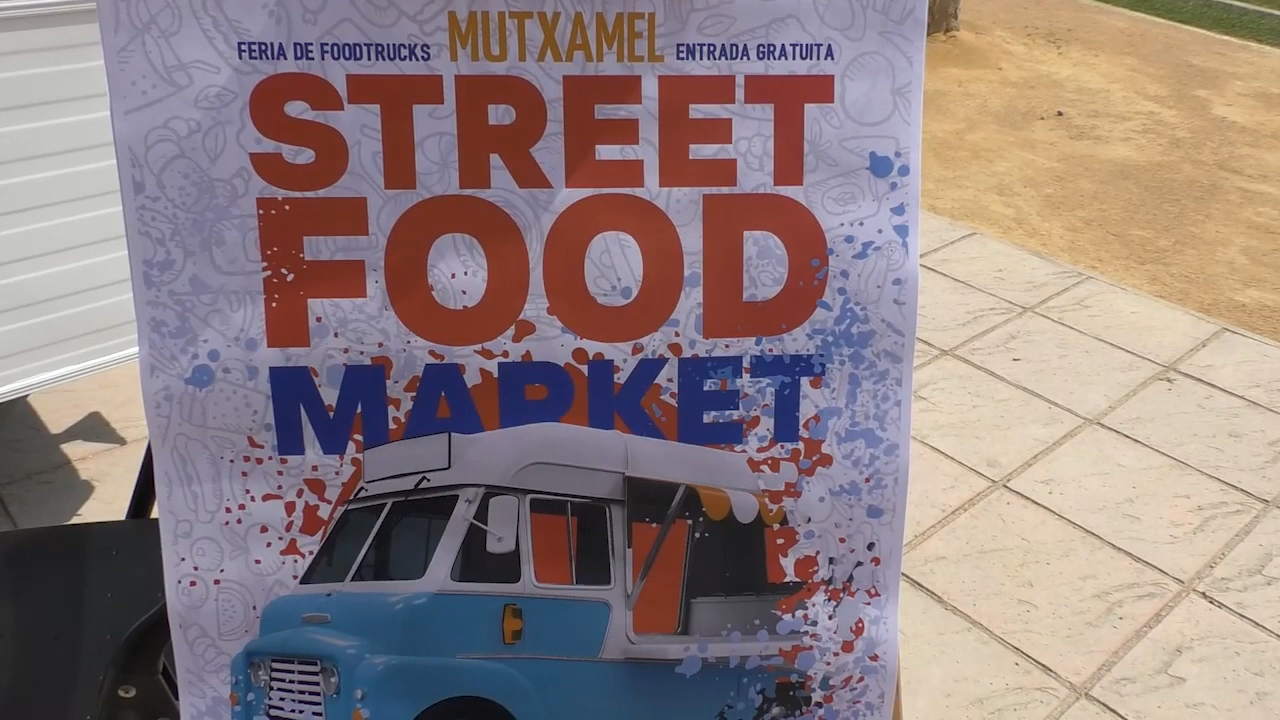 FERIA DE FOODTRUCKS MUTXAMEL ENTRADA GRATUITA
STREET
FOOD
MARKET